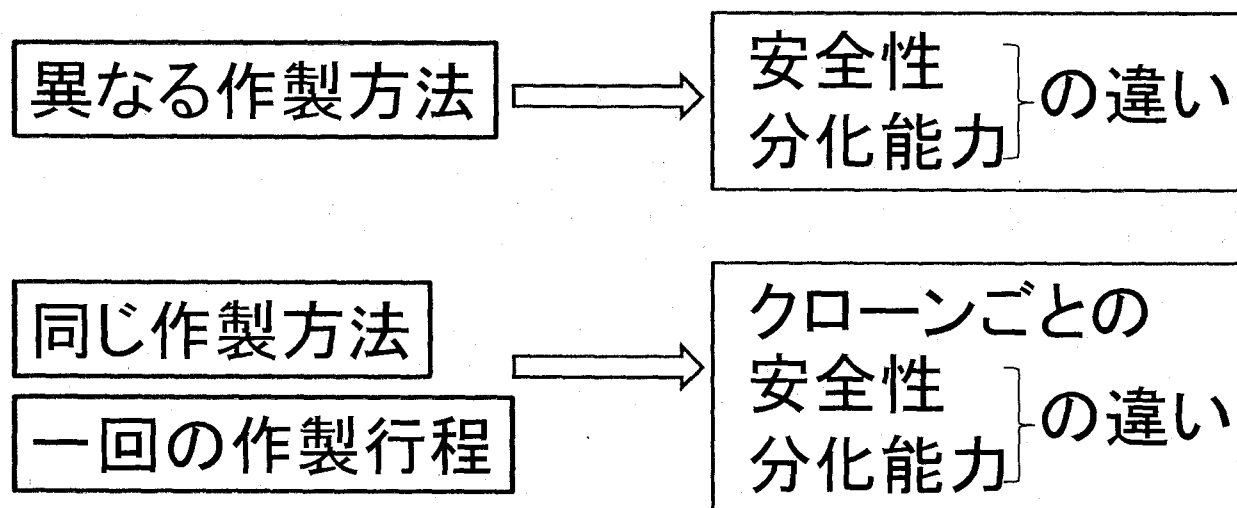 異なる作製方法
安全性
分化能力
の違い
同じ作製方法
一回の作製行程
クローンごとの
安全性
分化能力
の違い